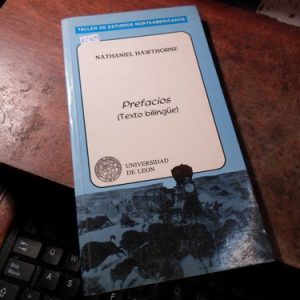 TALLER DE ESTUDIOS NORTEAMERICANOS
NATHANIEL HAWTHORNE
Prefacios
(Texto bilingüe)
UNIVERSIDAD
DE LEON